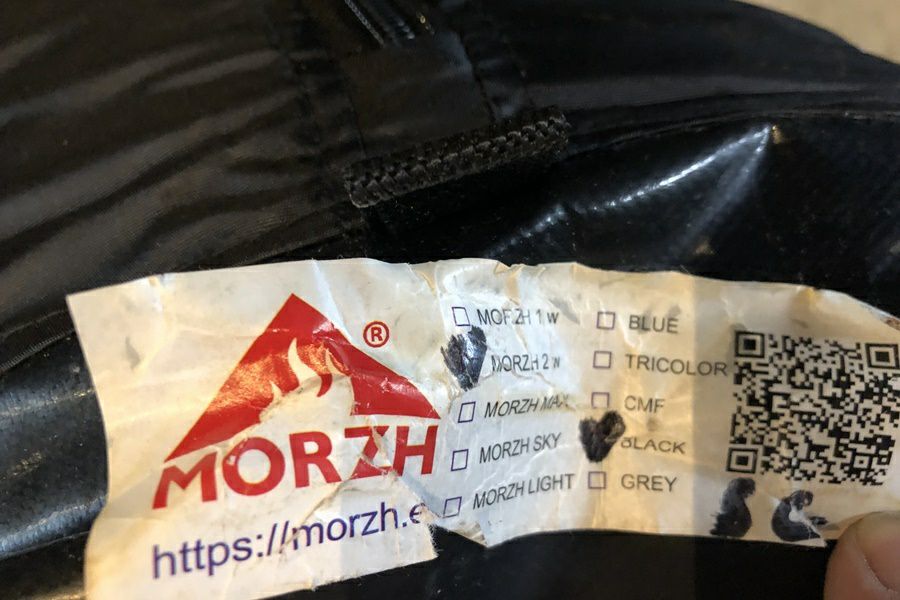 MORZH
®
https://morzh.e
MORZH 1 w
MORZH 2 w
MORZH MAX
MORZH SKY
MORZH LIGHT
BLUE
TRICOLOR
CMF
BLACK
GREY